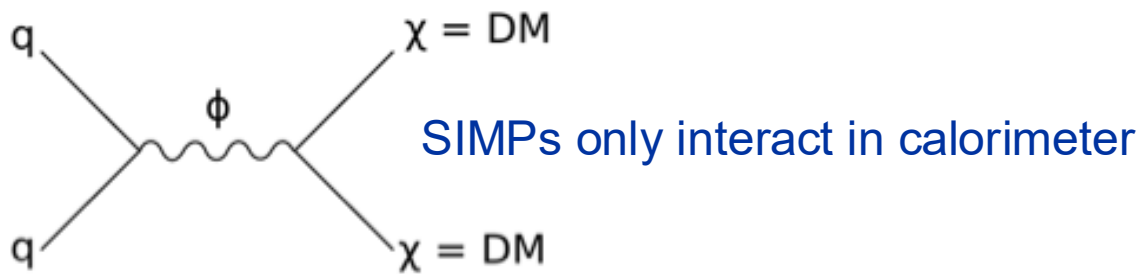 q
χ = DM
ϕ
SIMPs only interact in calorimeter
q
χ = DM